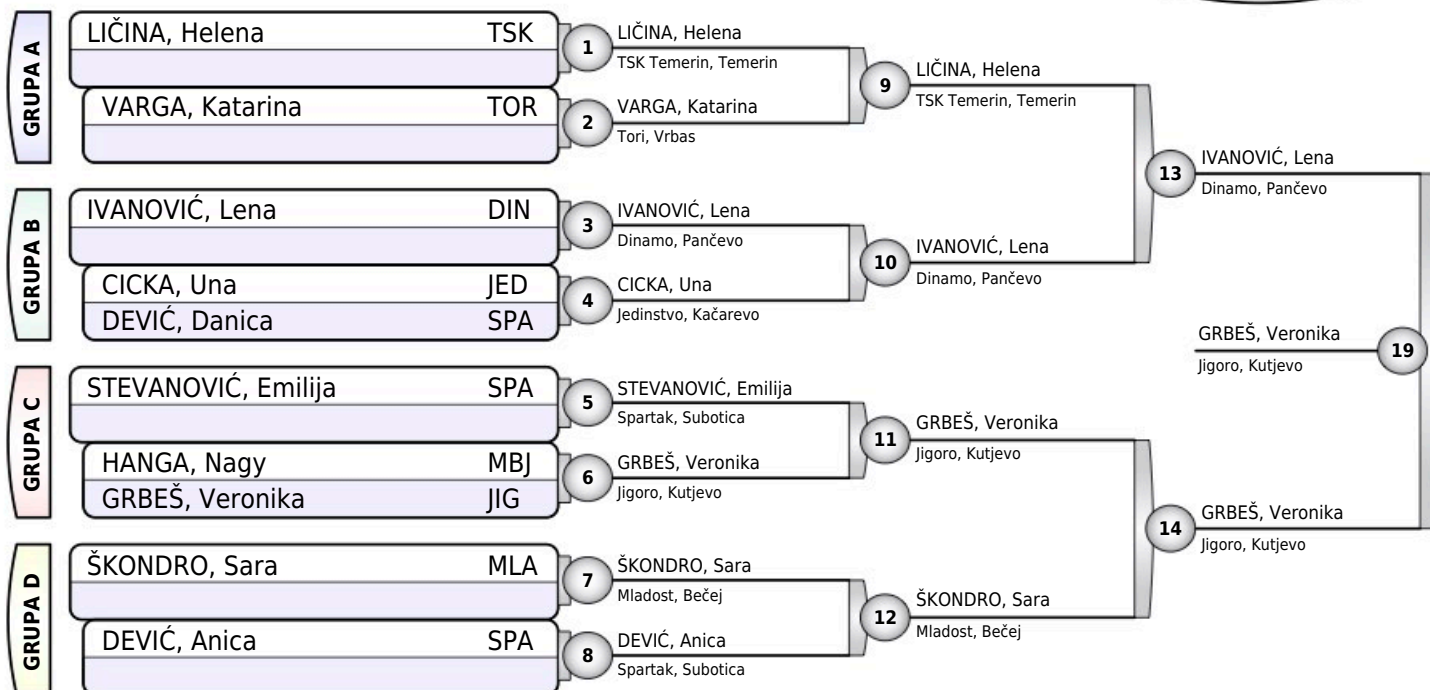 GRUPA A
LIČINA, Helena TSK
VARGA, Katarina TOR
GRUPA B
IVANOVIĆ, Lena DIN
CICKA, Una JED
DEVIĆ, Danica SPA
GRUPA C
STEVANOVIĆ, Emilija SPA
HANGA, Nagy MBJ
GRBEŠ, Veronika JIG
GRUPA D
ŠKONDRO, Sara MLA
DEVIĆ, Anica SPA
1
LIČINA, Helena
TSK Temerin, Temerin
2
VARGA, Katarina
Tori, Vrbas
3
IVANOVIĆ, Lena
Dinamo, Pančevo
4
CICKA, Una
Jedinstvo, Kačarevo
5
STEVANOVIĆ, Emilija
Spartak, Subotica
6
GRBEŠ, Veronika
Jigoro, Kutjevo
7
ŠKONDRO, Sara
Mladost, Bečej
8
DEVIĆ, Anica
Spartak, Subotica
9
LIČINA, Helena
TSK Temerin, Temerin
10
IVANOVIĆ, Lena
Dinamo, Pančevo
11
GRBEŠ, Veronika
Jigoro, Kutjevo
12
ŠKONDRO, Sara
Mladost, Bečej
13
IVANOVIĆ, Lena
Dinamo, Pančevo
14
GRBEŠ, Veronika
Jigoro, Kutjevo
GRBEŠ, Veronika
Jigoro, Kutjevo
19